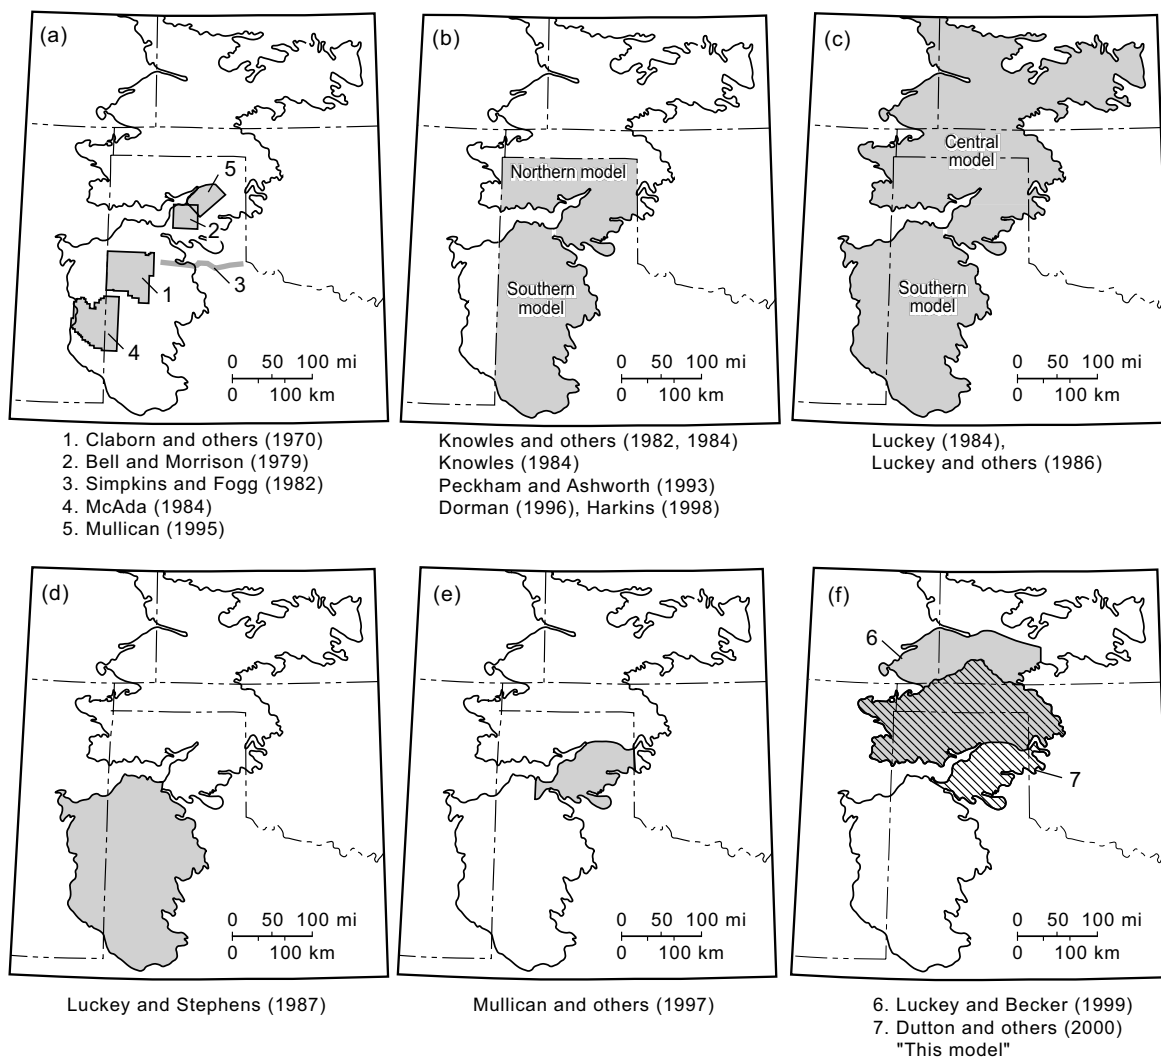 (a)
5
2
3
1
4
0 50 100 mi
0 100 km
1. Claborn and others (1970)
2. Bell and Morrison (1979)
3. Simpkins and Fogg (1982)
4. McAda (1984)
5. Mullican (1995)
(b)
Northern model
Southern
model
0 50 100 mi
0 100 km
Knowles and others (1982, 1984)
Knowles (1984)
Peckham and Ashworth (1993)
Dorman (1996), Harkins (1998)
(c)
Central
model
Southern
model
0 50 100 mi
0 100 km
Luckey (1984),
Luckey and others (1986)
(d)
0 50 100 mi
0 100 km
Luckey and Stephens (1987)
(e)
0 50 100 mi
0 100 km
Mullican and others (1997)
(f)
6
7
0 50 100 mi
0 100 km
6. Luckey and Becker (1999)
7. Dutton and others (2000)
"This model"